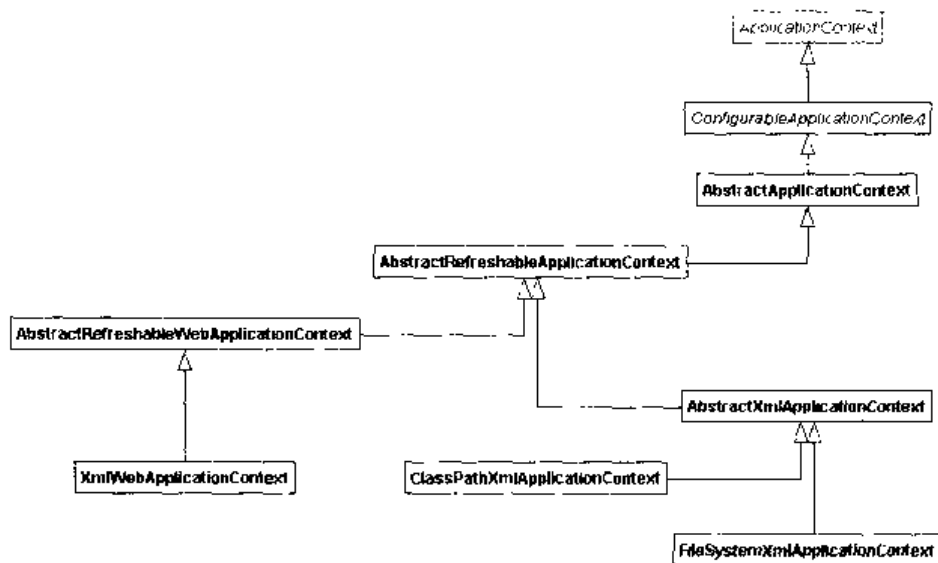 ApplicationContext
ConfigurableApplicationContext
AbstractApplicationContext
AbstractRefreshableApplicationContext
AbstractRefreshableWebApplicationContext
AbstractXmlApplicationContext
XmlWebApplicationContext
ClassPathXmlApplicationContext
FileSystemXmlApplicationContext